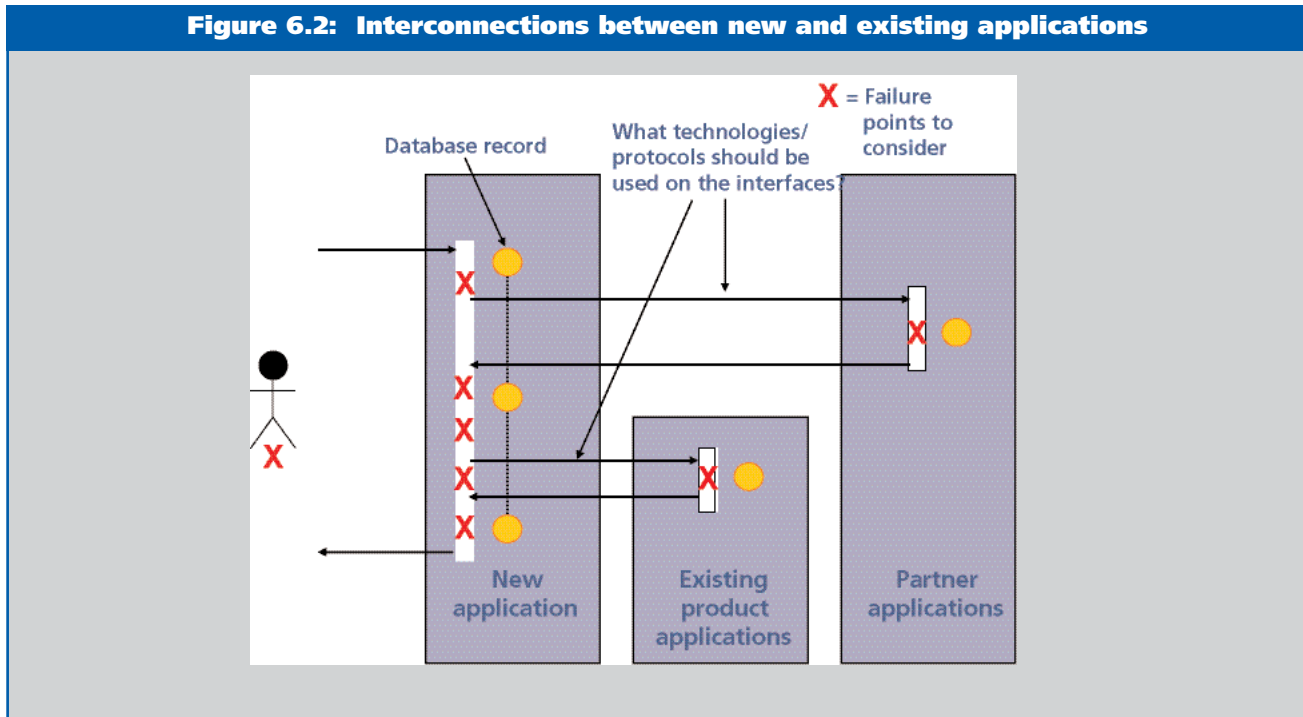 Figure 6.2: Interconnections between new and existing applications
X = Failure
points to
consider
What technologies/
protocols should be
used on the interfaces?
Database record
X
X
X
X
X
X
X
X
New
application
Existing
product
applications
Partner
applications